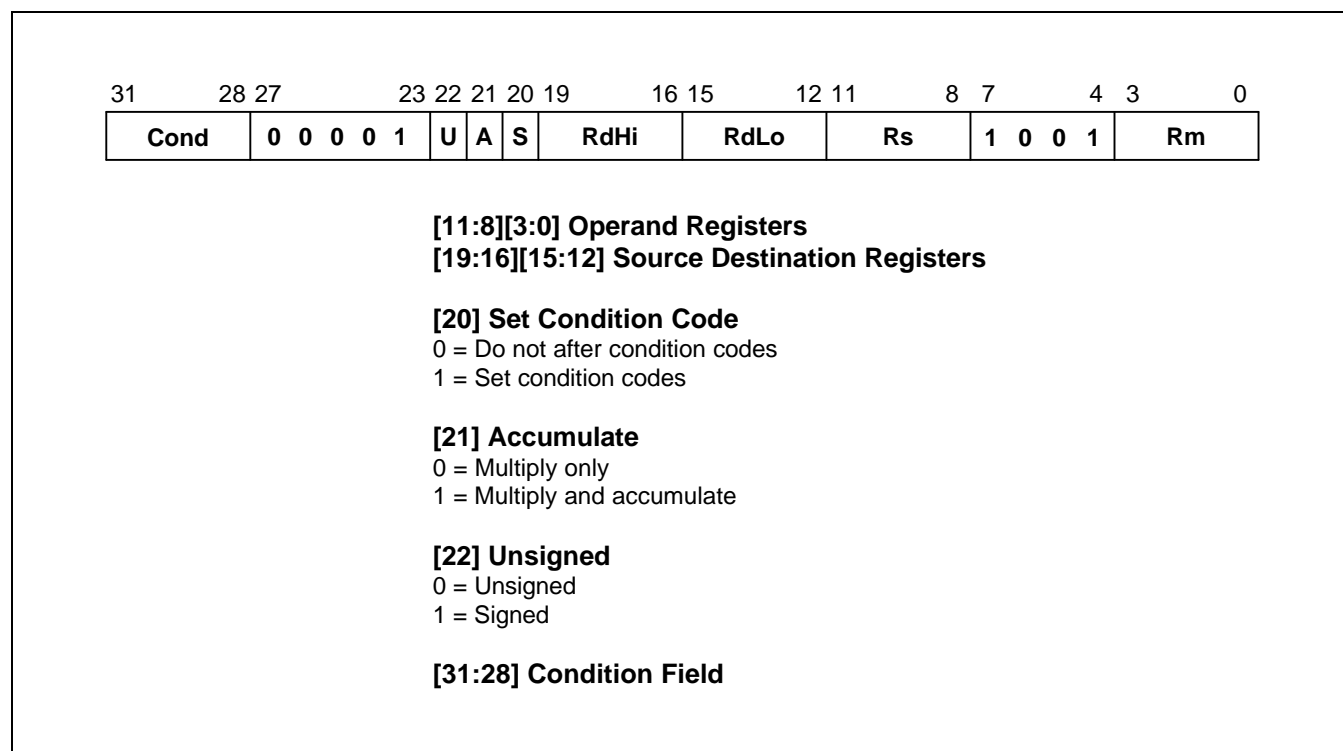 31 28 27 23 22 21 20 19 16 15 12 11 8 7 4 3 0
Cond 0 0 0 0 1 U A S RdHi RdLo Rs 1 0 0 1 Rm
[11:8][3:0] Operand Registers
[19:16][15:12] Source Destination Registers
[20] Set Condition Code
0 = Do not after condition codes
1 = Set condition codes
[21] Accumulate
0 = Multiply only
1 = Multiply and accumulate
[22] Unsigned
0 = Unsigned
1 = Signed
[31:28] Condition Field